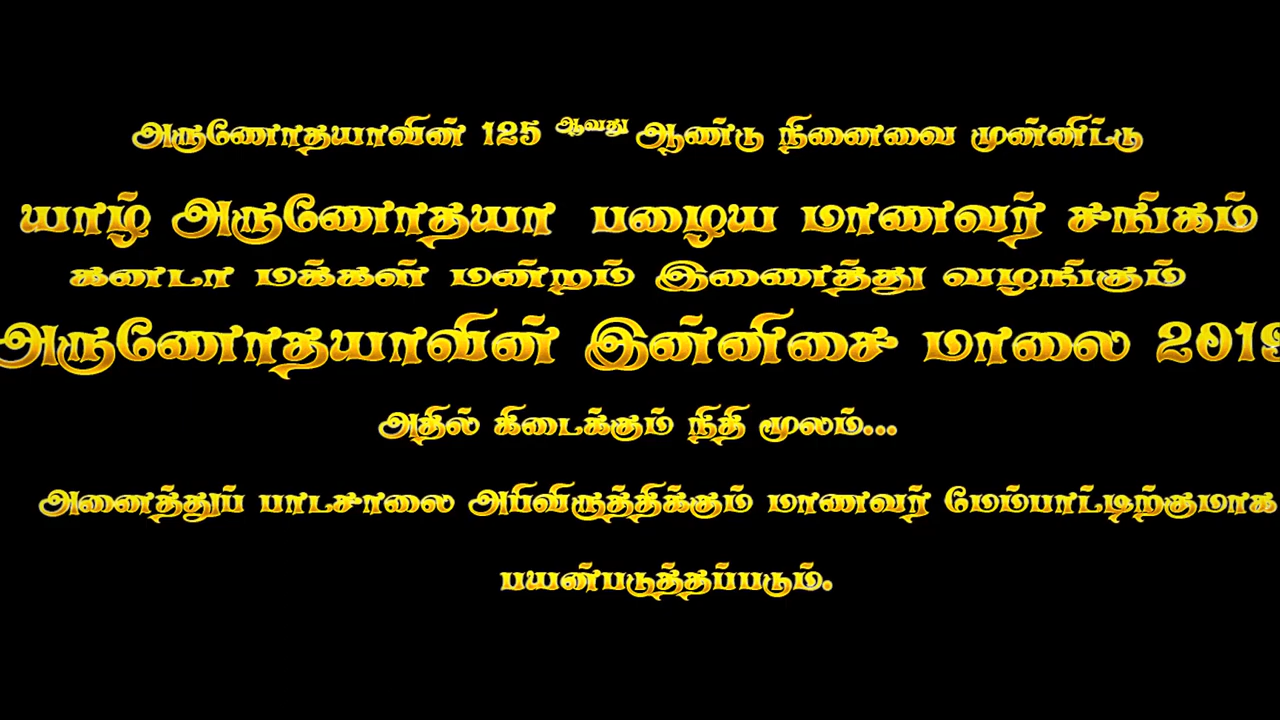 அருணோதயாவின் 125 ஆவது ஆண்டு நினைவை முன்னிட்டு
யாழ் அருணோதயா பழைய மாணவர் சங்கம்
கனடா மக்கள் மன்றம் இணைத்து வழங்கும்
அருணோதயாவின் இன்னிசை மாலை 2019
அதில் கிடைக்கும் நிதி மூலம்...
அனைத்துப் பாடசாலை அபிவிருத்திக்கும் மாணவர் மேம்பாட்டிற்குமாக
பயன்படுத்தப்படும்.